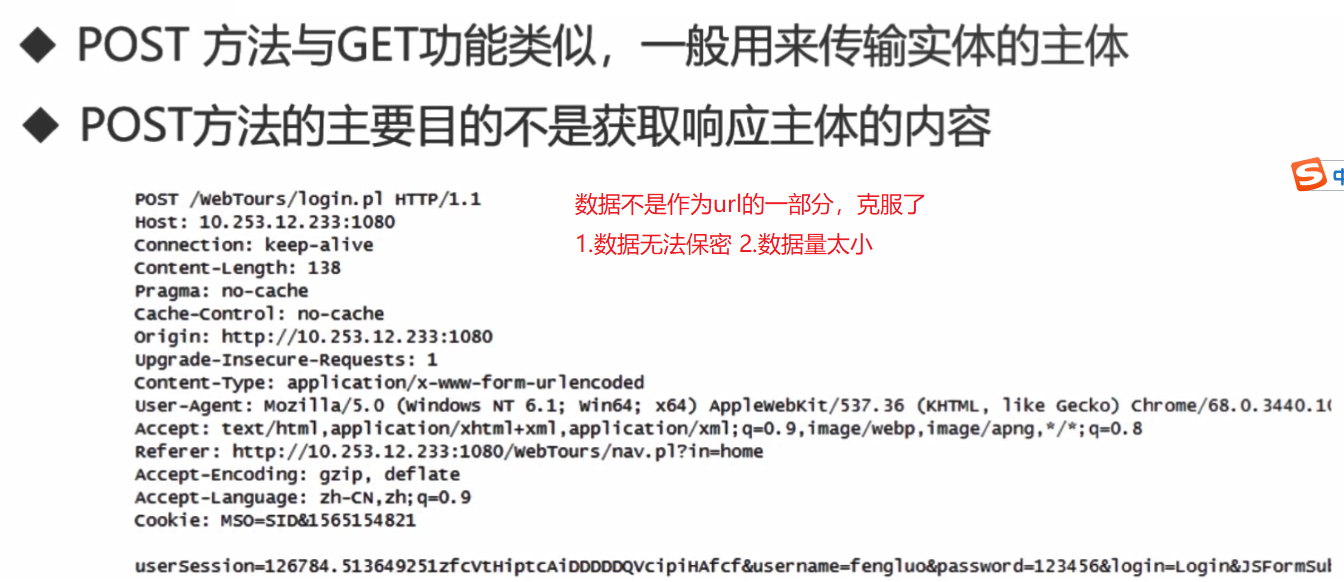 ◆ POST 方法与GET功能类似，一般用来传输实体的主体
◆ POST方法的主要目的不是获取响应主体的内容
POST /WebTours/login.pl HTTP/1.1
数据不是作为url的一部分，克服了
Host: 10.253.12.233:1080
1.数据无法保密 2.数据量太小
Connection: keep-alive
Content-Length: 138
Pragma: no-cache
Cache-Control: no-cache
Origin: http://10.253.12.233:1080
Upgrade-Insecure-Requests: 1
Content-Type: application/x-www-form-urlencoded
User-Agent: Mozilla/5.0 (Windows NT 6.1; Win64; x64) AppleWebKit/537.36 (KHTML, like Gecko) Chrome/68.0.3440.10
Accept: text/html,application/xhtml+xml,application/xml;q=0.9,image/webp,image/apng,*/*;q=0.8
Referer: http://10.253.12.233:1080/WebTours/nav.pl?in=home
Accept-Encoding: gzip, deflate
Accept-Language: zh-CN,zh;q=0.9
Cookie: MSO=SID&1565154821
userSession=126784.513649251zfcVtHiptcAiDDDDDQVcipiHAfcf&username=fengluo&password=123456&login=Login&JSFormSub